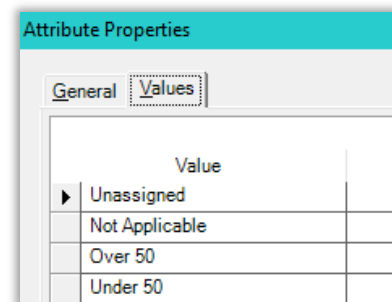 Attribute Properties
General Values
Value
Unassigned
Not Applicable
Over 50
Under 50